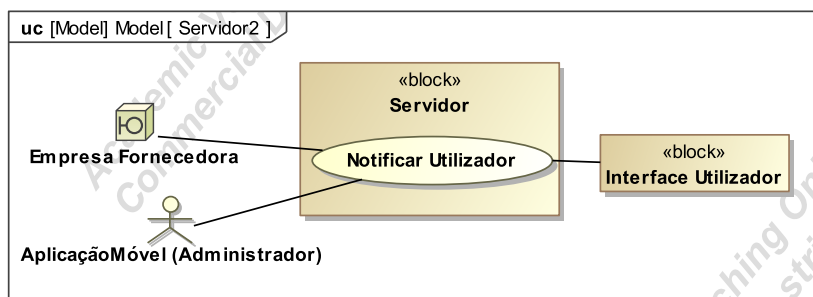 uc [Model] Model [ Servidor2 ]
«block»
Servidor
Empresa Fornecedora
Notificar Utilizador
«block»
Interface Utilizador
AplicaçãoMóvel (Administrador)